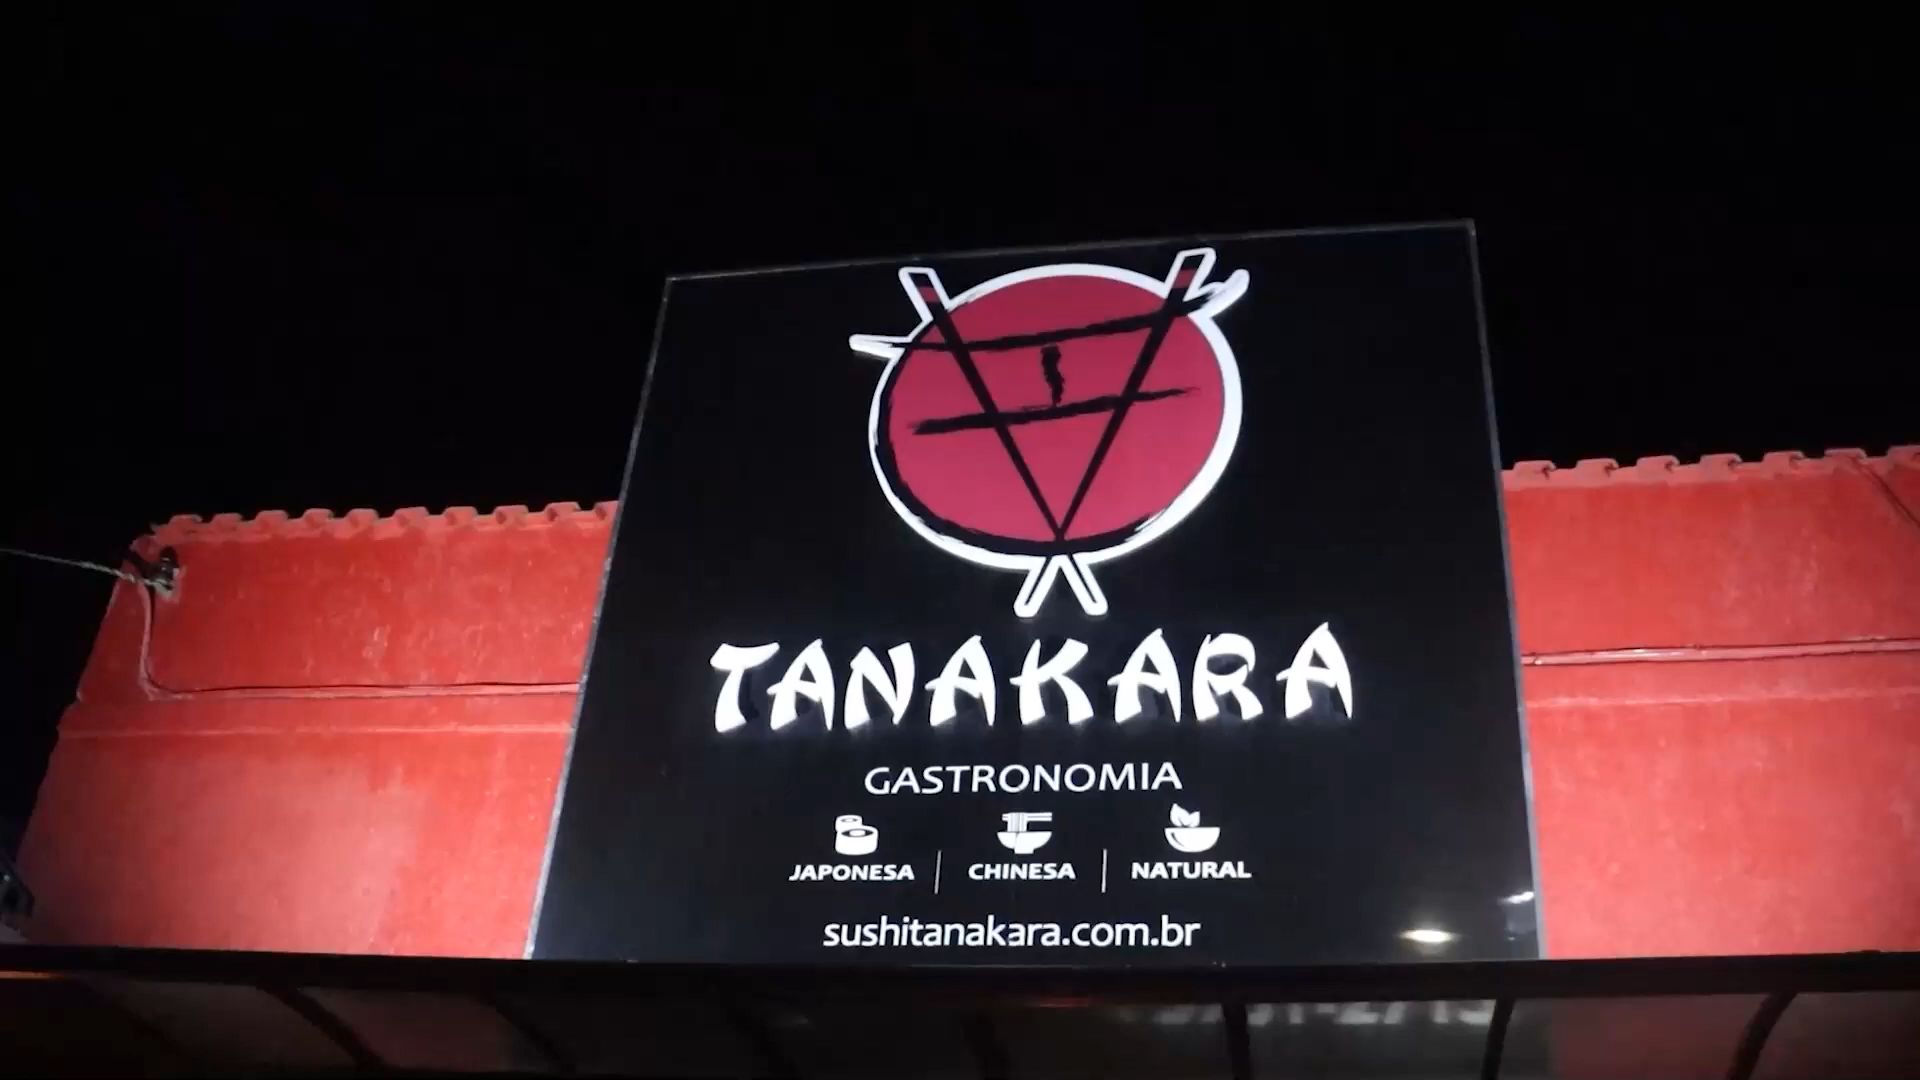 TANAKARA
GASTRONOMIA
JAPONESA | CHINESA | NATURAL
sushitanakara.com.br